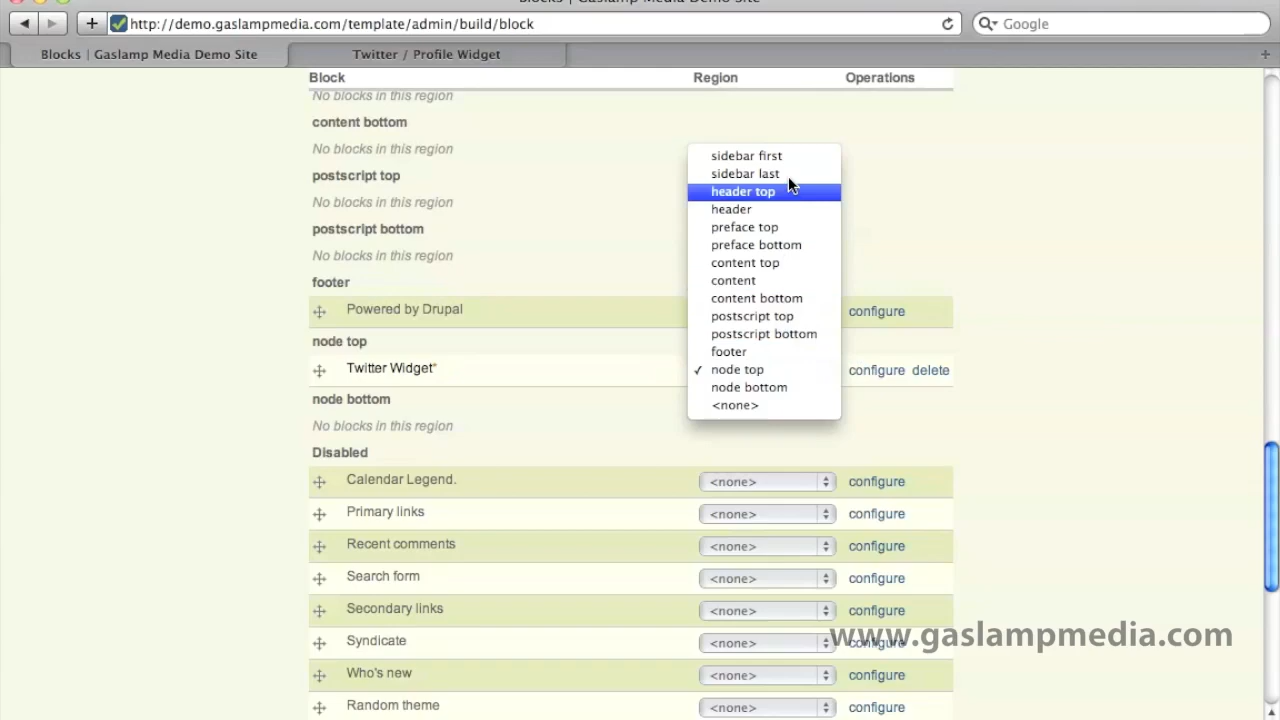 Blocks | Gaslamp Media Demo Site
http://demo.gaslampmedia.com/template/admin/build/block
Google
Blocks | Gaslamp Media Demo Site
Twitter / Profile Widget
Block Region Operations
No blocks in this region
content bottom
No blocks in this region
postscript top
No blocks in this region
postscript bottom
No blocks in this region
footer
Powered by Drupal configure
node top
Twitter Widget* configure delete
node bottom
No blocks in this region
Disabled
sidebar first
sidebar last
header top
header
preface top
preface bottom
content top
content
content bottom
postscript top
postscript bottom
footer
✓ node top
node bottom
<none>
Calendar Legend. <none> configure
Primary links <none> configure
Recent comments <none> configure
Search form <none> configure
Secondary links <none> configure
Syndicate <none> configure
Who's new <none> configure
Random theme <none> configure
www.gaslampmedia.com